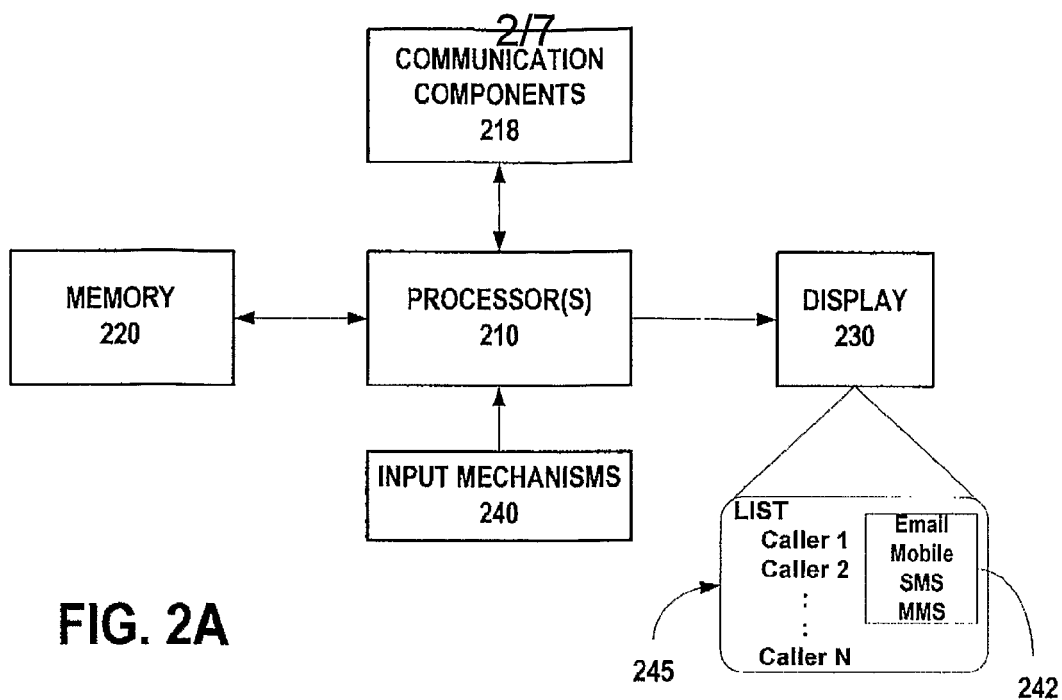 2/7
COMMUNICATION
COMPONENTS
218
MEMORY
220
PROCESSOR(S)
210
DISPLAY
230
INPUT MECHANISMS
240
LIST
Caller 1
Caller 2
Caller N
Email
Mobile
SMS
MMS
245
242
FIG. 2A